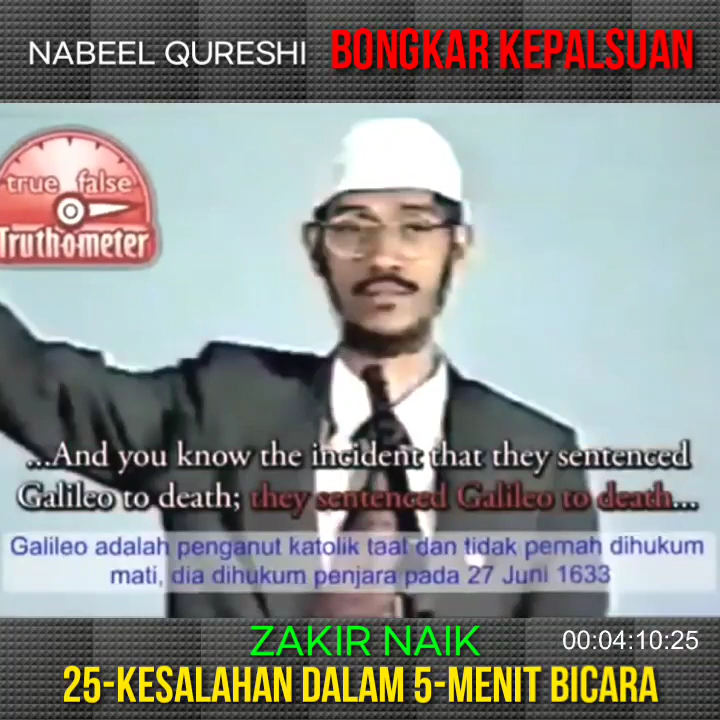 NABEEL QURESHI BONGKAR KEPALSUAN
true false
Truth-o-meter
...And you know the incident that they sentenced
Galileo to death; they sentenced Galileo to death...
Galileo adalah penganut katolik taat dan tidak pernah dihukum
mati, dia dihukum penjara pada 27 Juni 1633
ZAKIR NAIK 00:04:10:25
25-KESALAHAN DALAM 5-MENIT BICARA